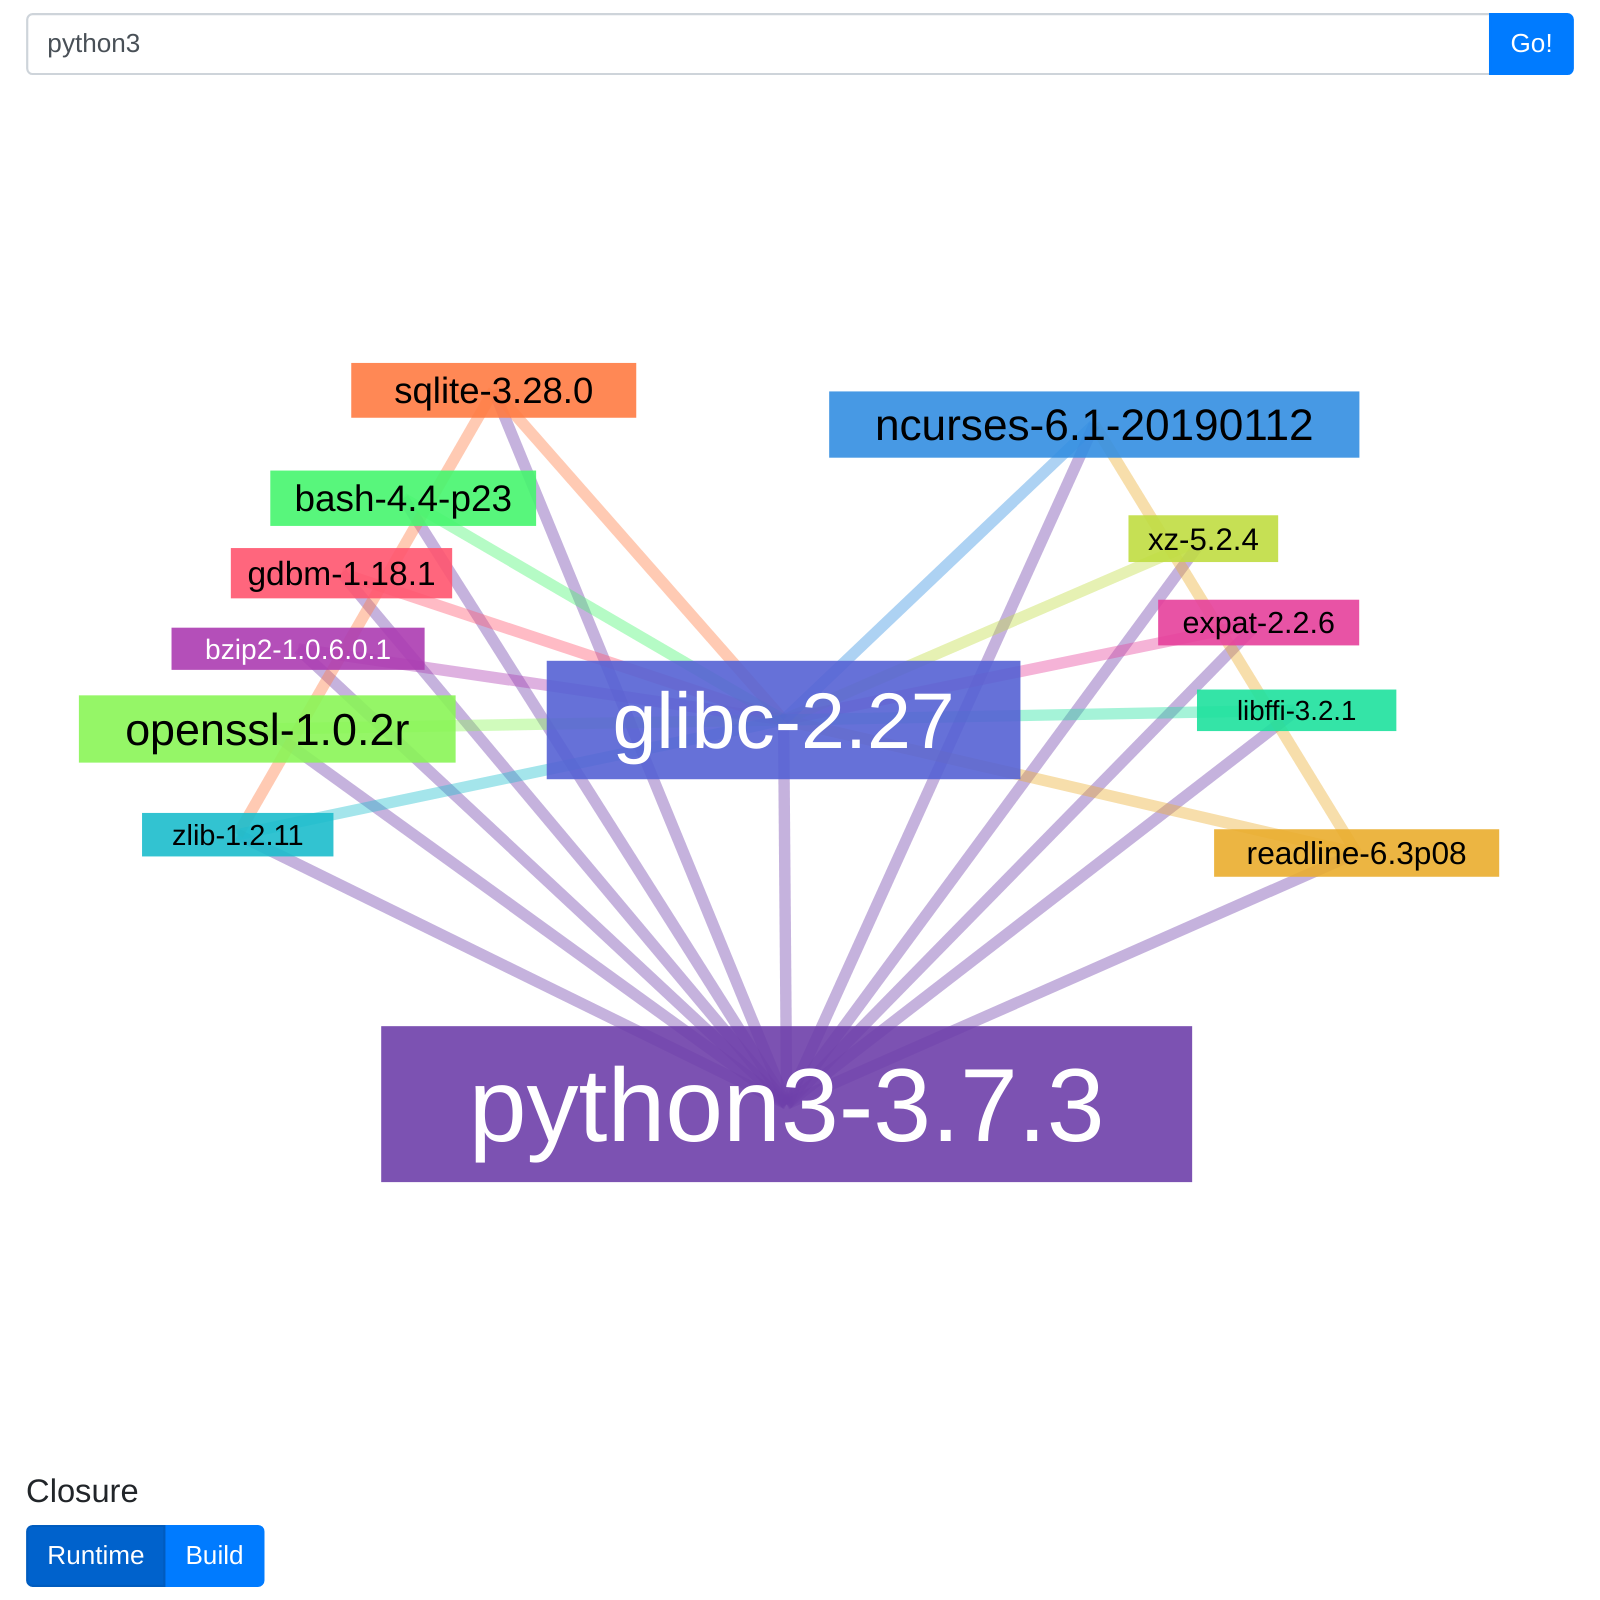 python3
Go!
sqlite-3.28.0
ncurses-6.1-20190112
bash-4.4-p23
xz-5.2.4
gdbm-1.18.1
expat-2.2.6
bzip2-1.0.6.0.1
libffi-3.2.1
glibc-2.27
openssl-1.0.2r
zlib-1.2.11
readline-6.3p08
python3-3.7.3
Closure
Runtime
Build